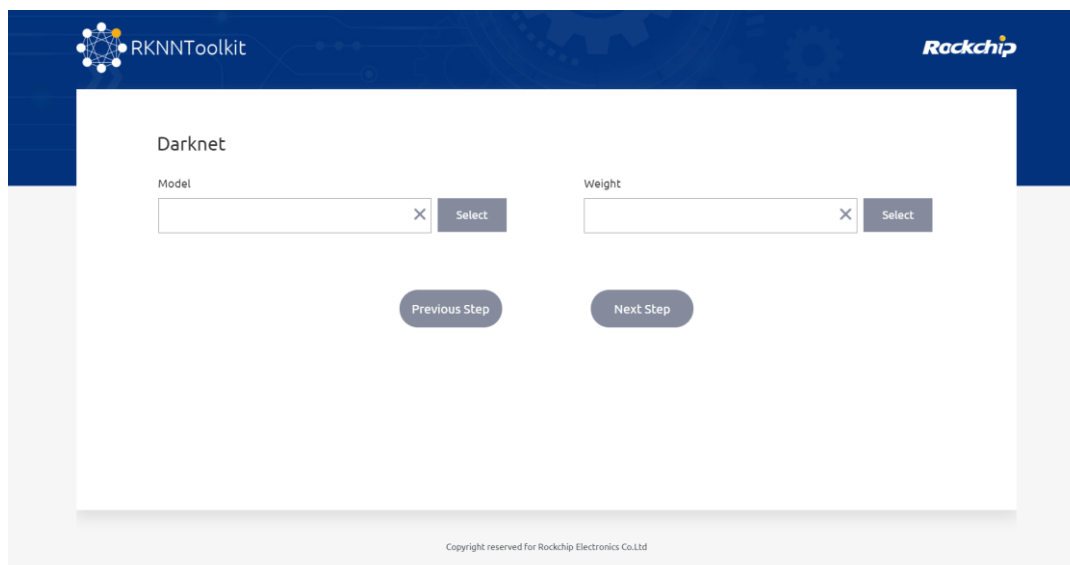 RKNNToolkit
Rockchip
Darknet
Model
Weight
Select
Select
Previous Step
Next Step
Copyright reserved for Rockchip Electronics Co.Ltd